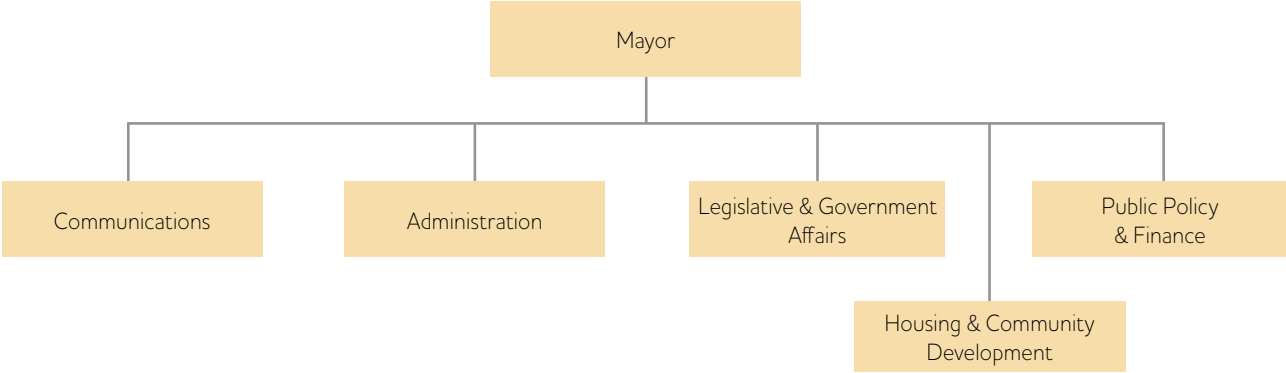 Mayor
Communications
Administration
Legislative & Government
Affairs
Public Policy
& Finance
Housing & Community
Development